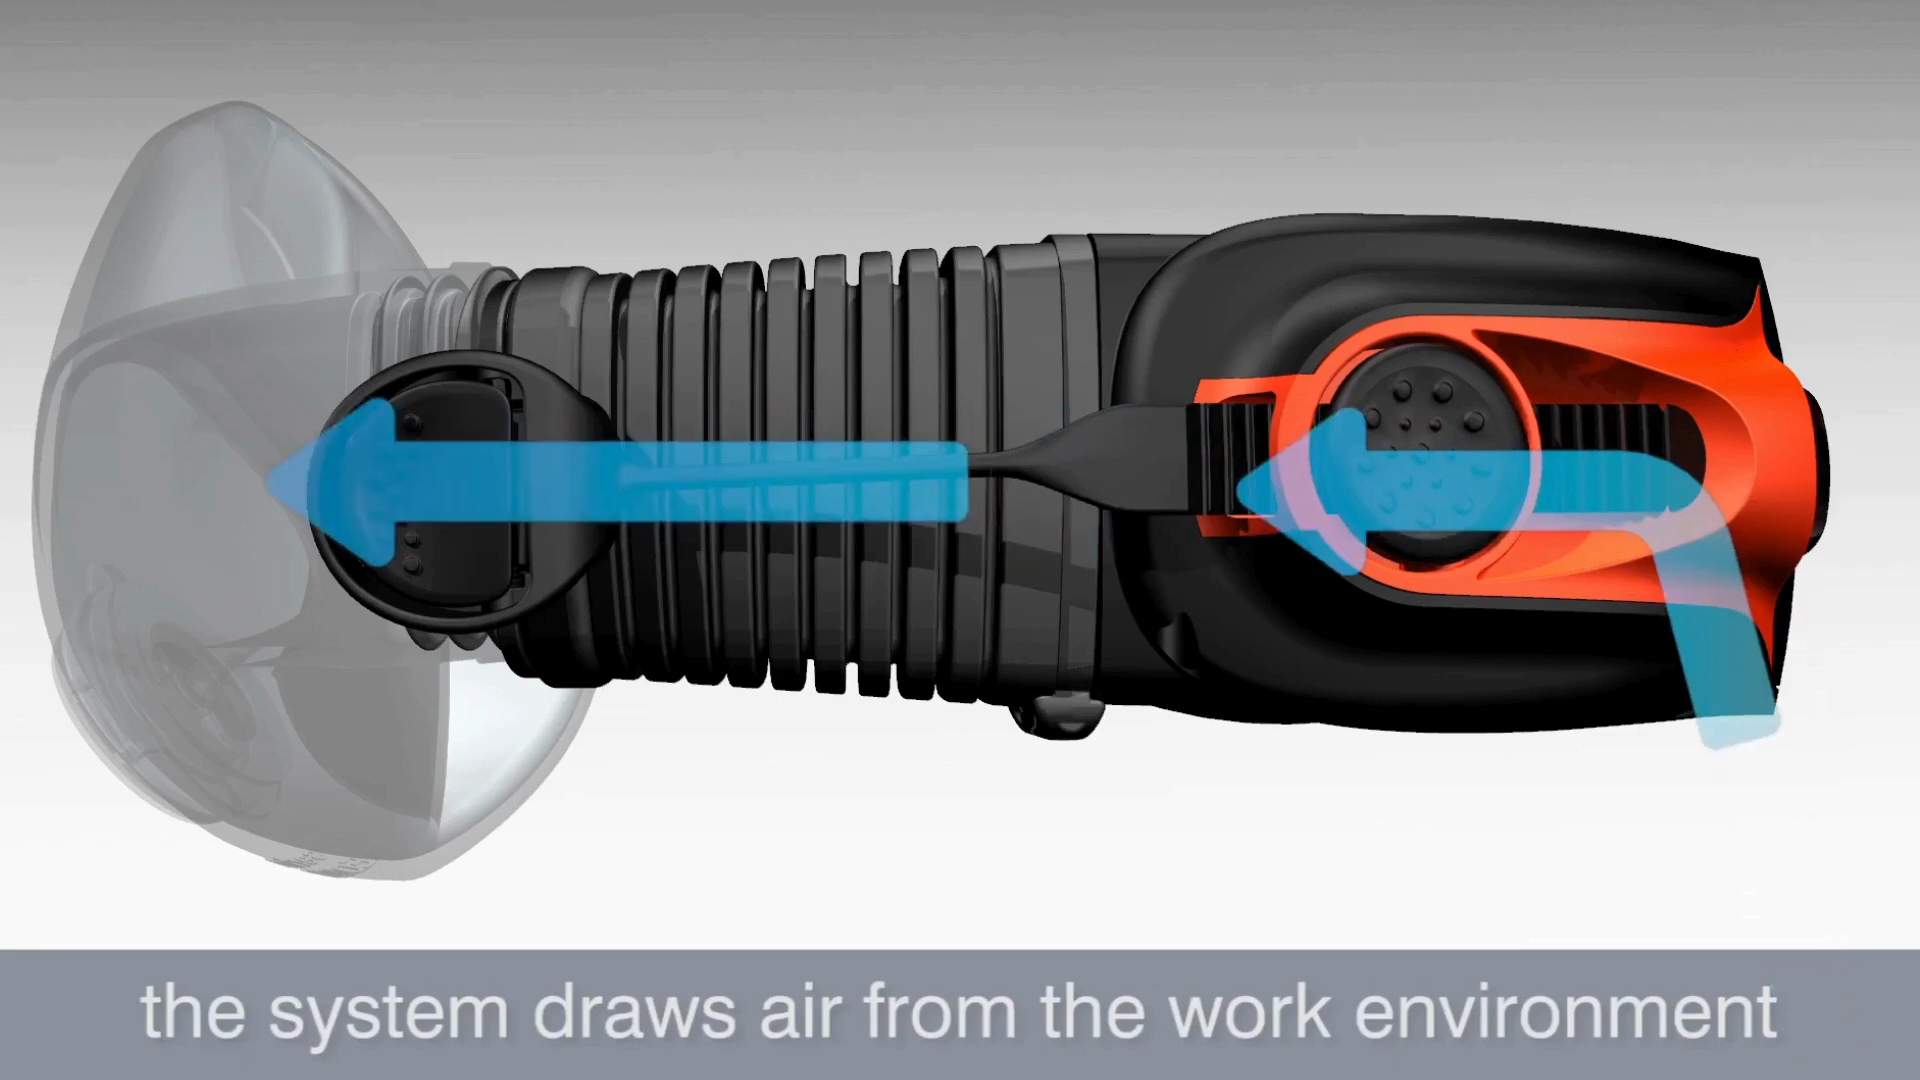 the system draws air from the work environment